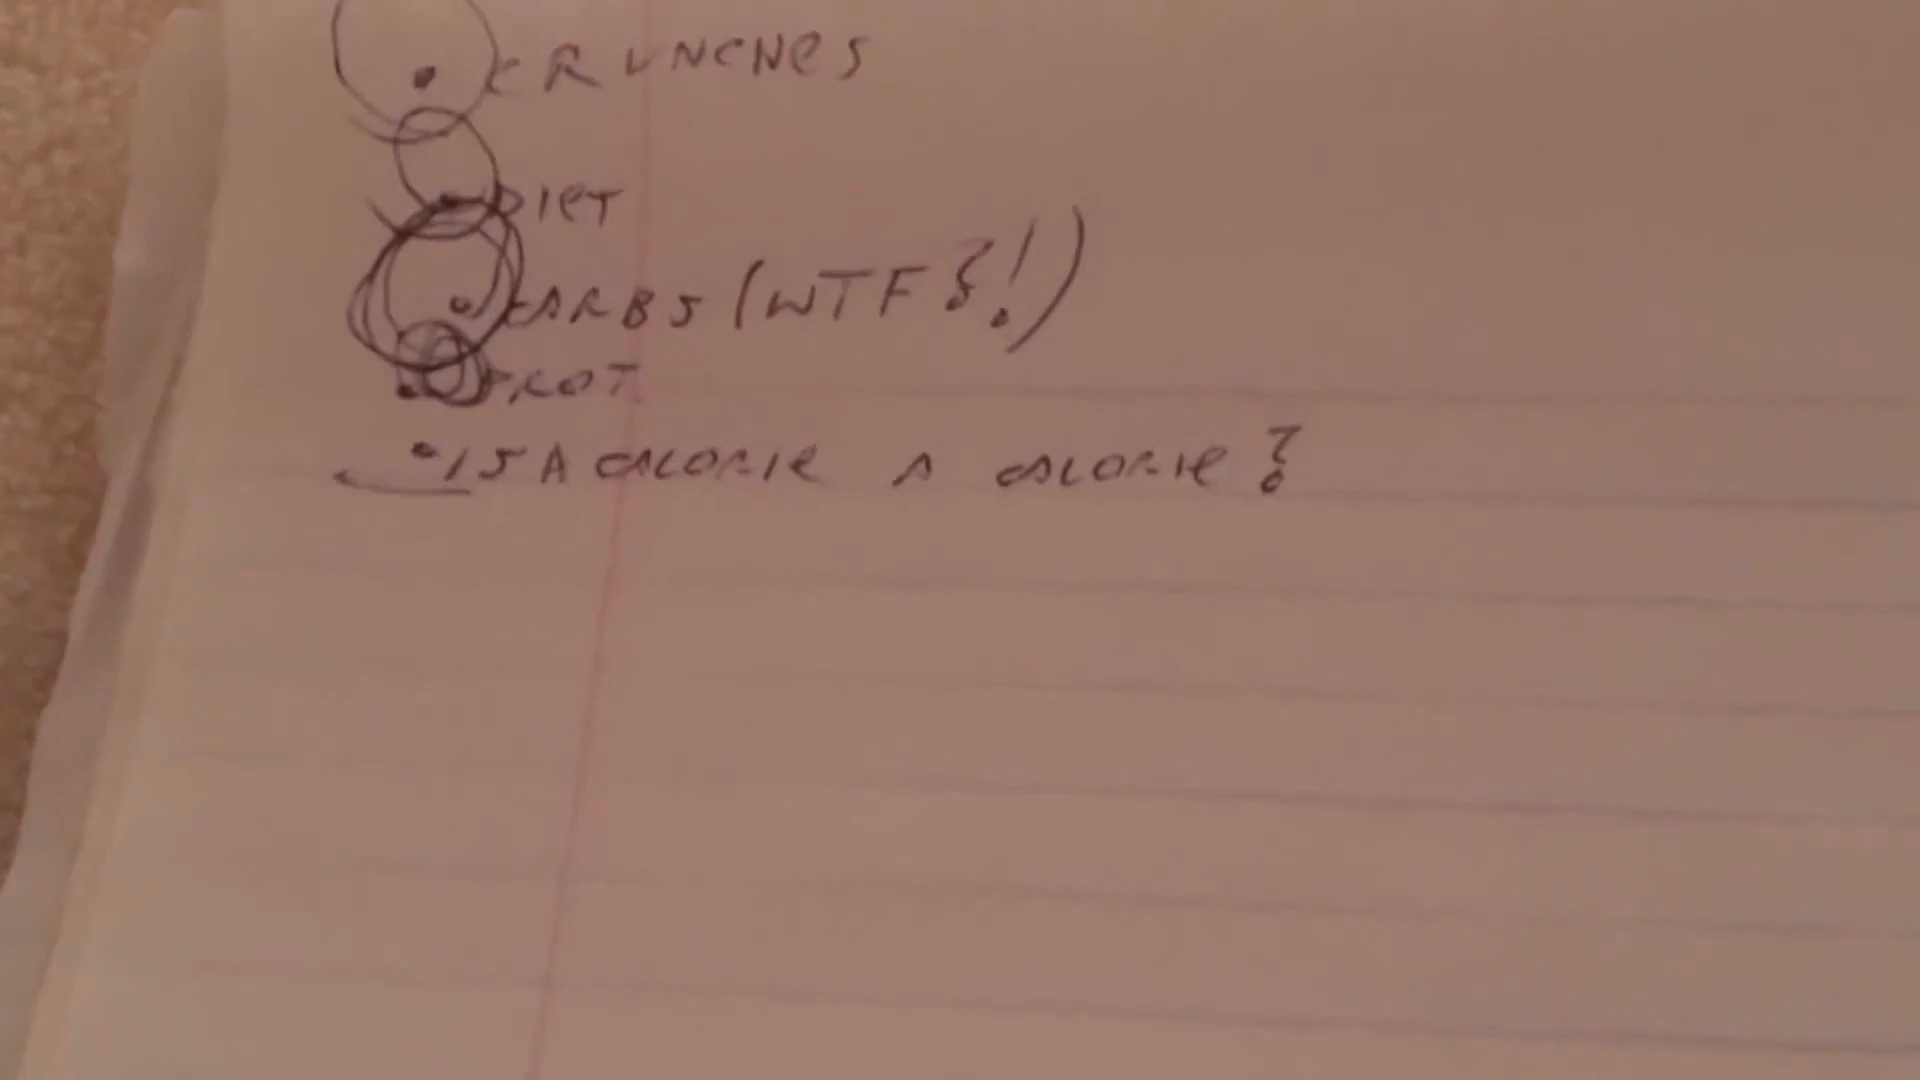 CRUNCHES
DIET
CARBS (WTF?!)
PROT
IS A CALORIE A CALORIE?